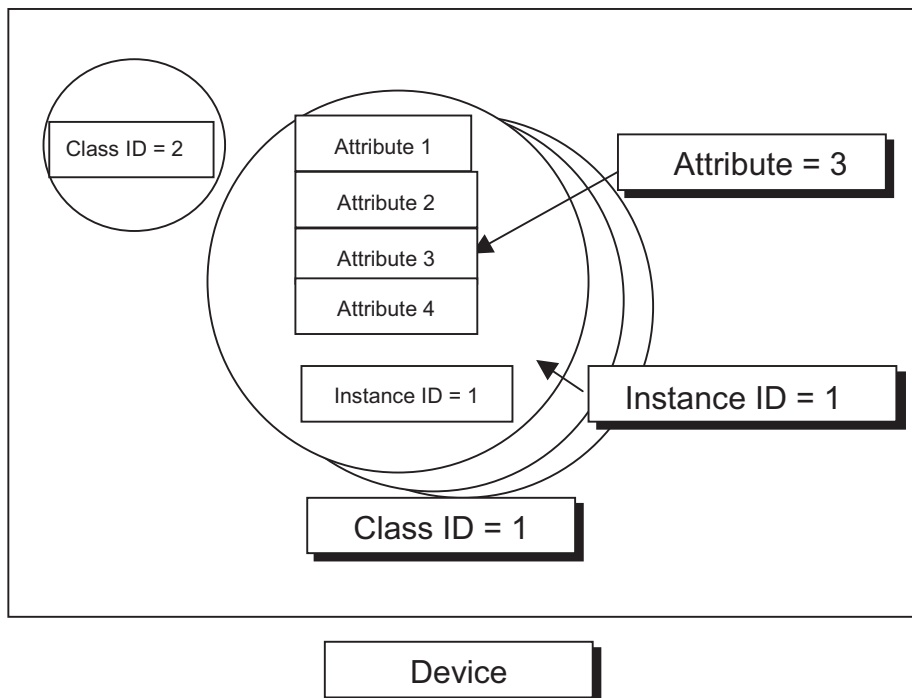 Class ID = 2
Attribute 1
Attribute 2
Attribute 3
Attribute 4
Attribute = 3
Instance ID = 1
Instance ID = 1
Class ID = 1
Device